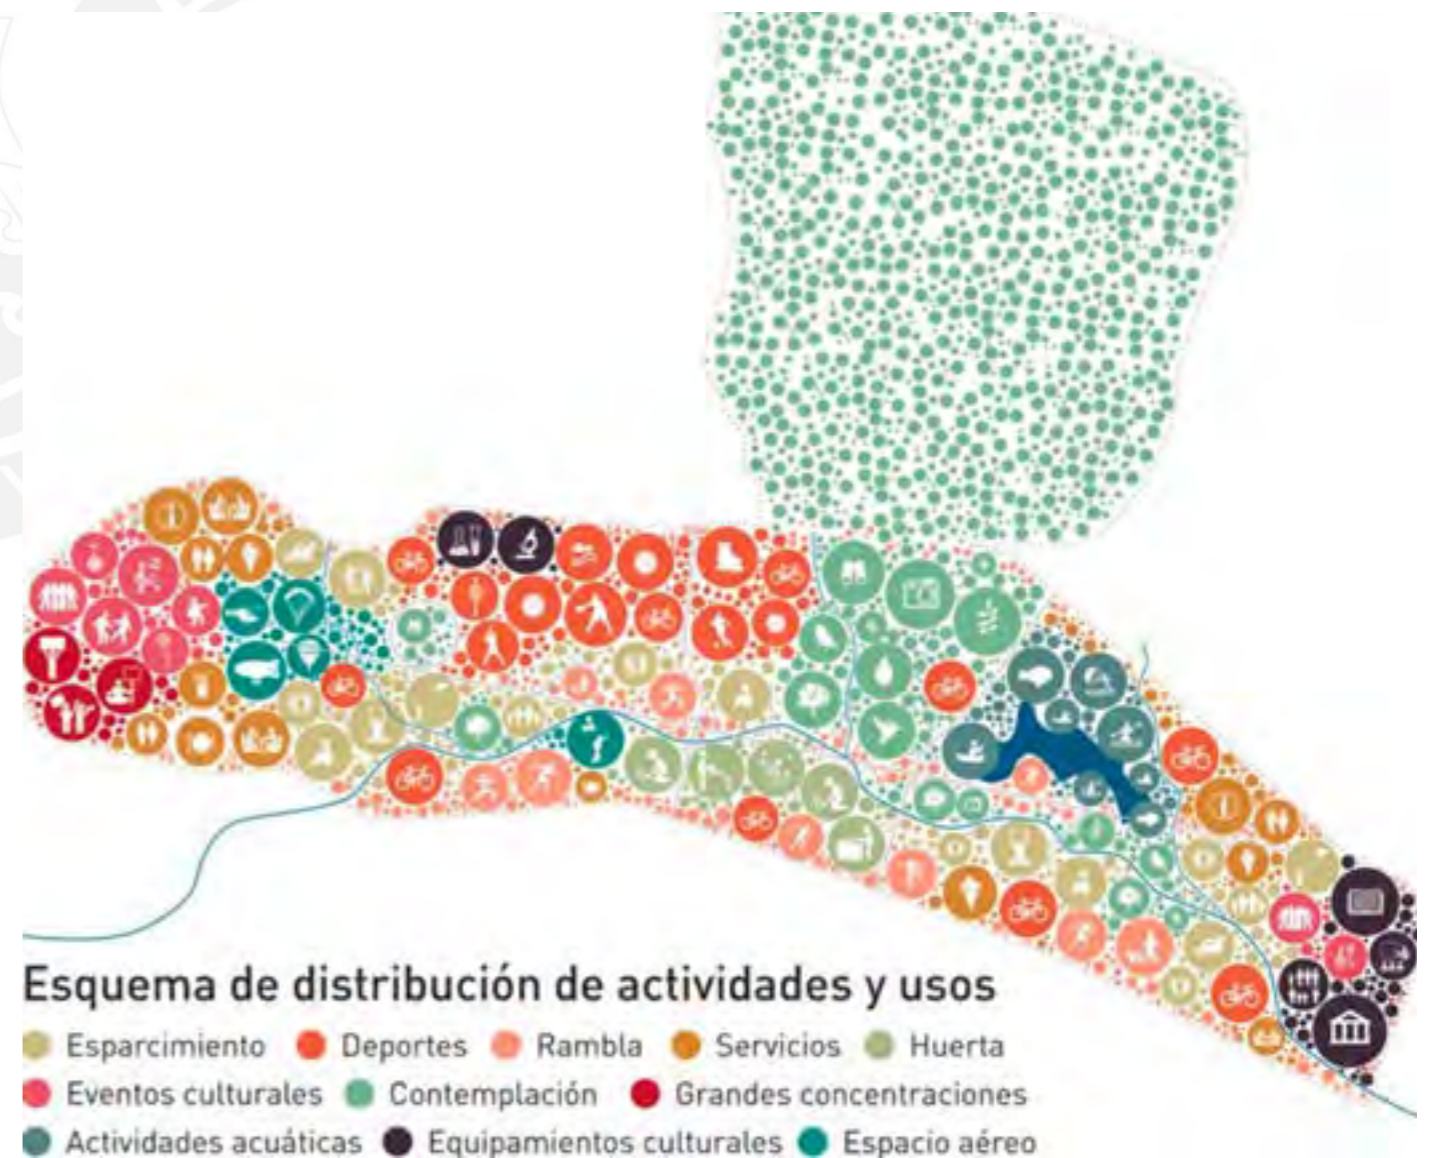 Esquema de distribución de actividades y usos
Esparcimiento Deportes Rambla Servicios Huerta
Eventos culturales Contemplación Grandes concentraciones
Actividades acuáticas Equipamientos culturales Espacio aéreo